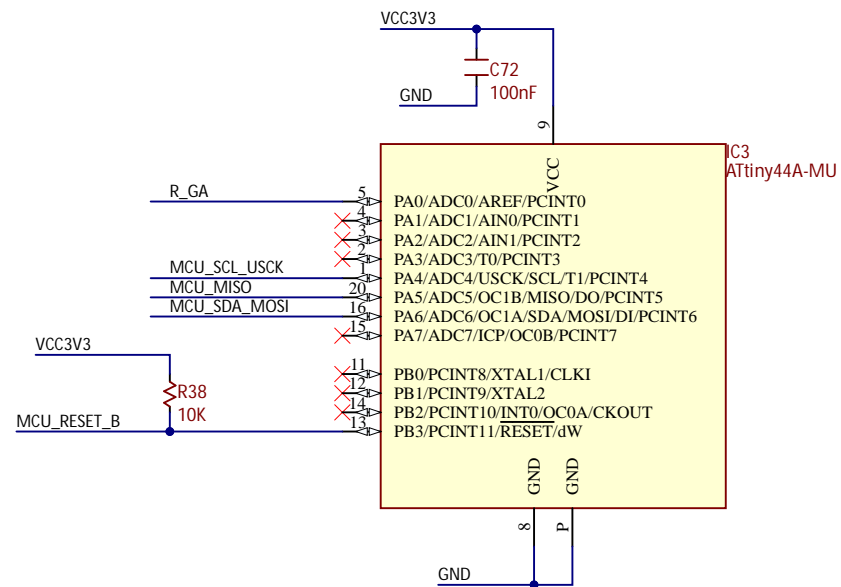 VCC3V3
C72
100nF
GND
9
VCC
IC3
ATtiny44A-MU
R_GA
5
PA0/ADC0/AREF/PCINT0
4
PA1/ADC1/AIN0/PCINT1
3
PA2/ADC2/AIN1/PCINT2
2
PA3/ADC3/T0/PCINT3
MCU_SCL_USCK
1
PA4/ADC4/USCK/SCL/T1/PCINT4
MCU_MISO
20
PA5/ADC5/OC1B/MISO/DO/PCINT5
MCU_SDA_MOSI
16
PA6/ADC6/OC1A/SDA/MOSI/DI/PCINT6
15
PA7/ADC7/ICP/OC0B/PCINT7
VCC3V3
11
PB0/PCINT8/XTAL1/CLKI
12
PB1/PCINT9/XTAL2
R38
10K
14
PB2/PCINT10/INT0/OC0A/CKOUT
MCU_RESET_B
13
PB3/PCINT11/RESET/dW
GND
GND
8
P
GND